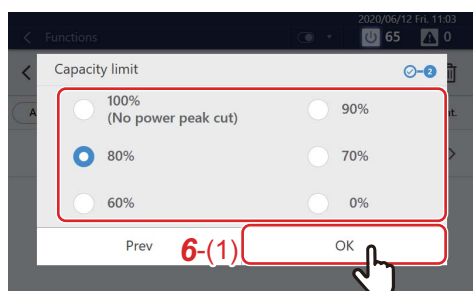 2020/06/12 Fri. 11:03
Functions
65
0
Capacity limit
2
A
nt.
100%
(No power peak cut)
90%
80%
70%
60%
0%
Prev
6-(1)
OK